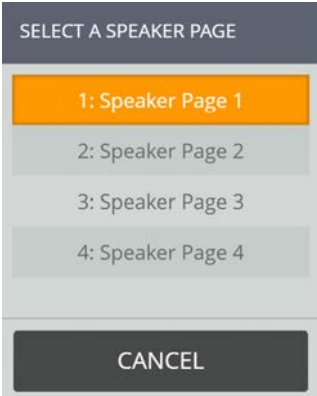 SELECT A SPEAKER PAGE
1: Speaker Page 1
2: Speaker Page 2
3: Speaker Page 3
4: Speaker Page 4
CANCEL